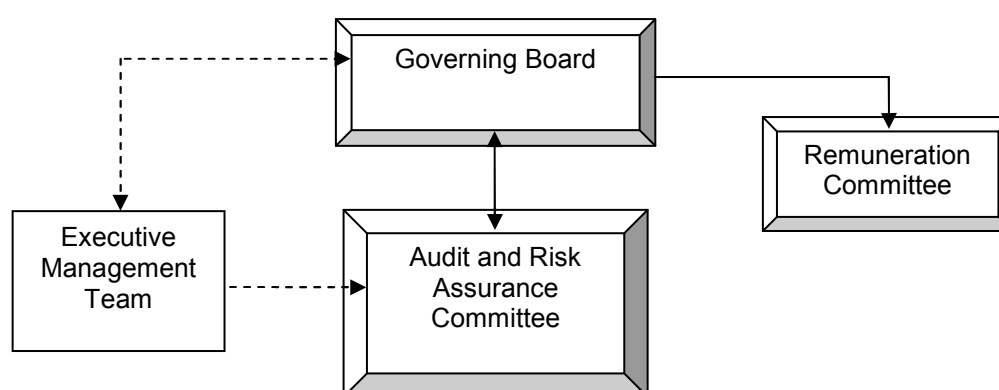 Governing Board
Remuneration
Committee
Executive
Management
Team
Audit and Risk
Assurance
Committee